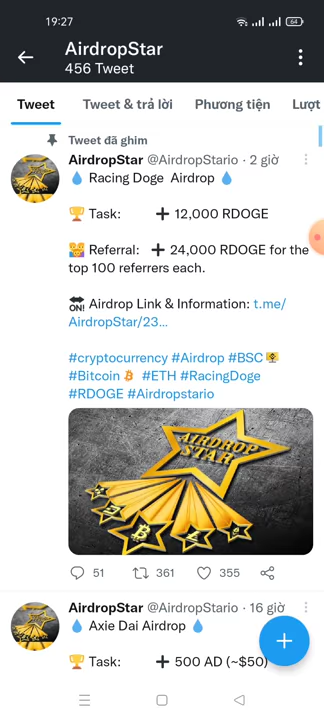 19:27
64
AirdropStar
456 Tweet
Tweet
Tweet & trả lời
Phương tiện
Lượt
Tweet đã ghim
AirdropStar @AirdropStario · 2 giờ
💧 Racing Doge Airdrop 💧
🏆 Task: ➕ 12,000 RDOGE
Referral: ➕ 24,000 RDOGE for the
top 100 referrers each.
🔛 Airdrop Link & Information: t.me/
AirdropStar/23...
#cryptocurrency #Airdrop #BSC
#Bitcoin #ETH #RacingDoge
#RDOGE #Airdropstario
AIRDROP
STAR
51
361
355
AirdropStar @AirdropStario · 16 giờ
💧 Axie Dai Airdrop 💧
🏆 Task: ➕ 500 AD (~$50)